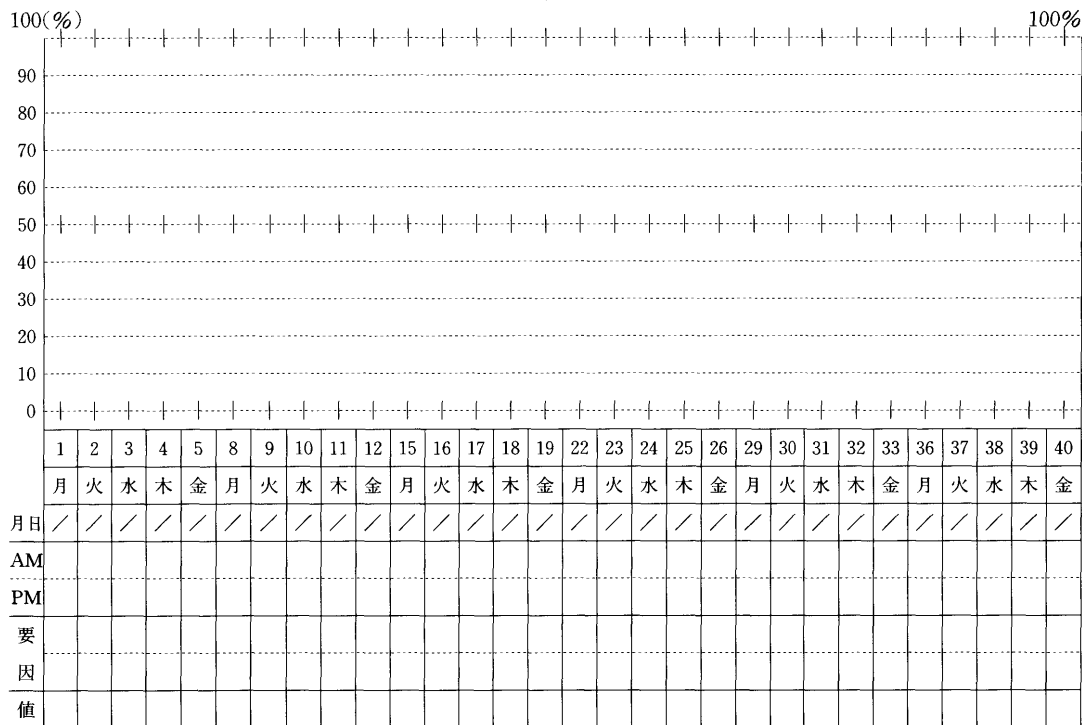 100(%) 100%
90
80
70
60
50
40
30
20
10
0
1 2 3 4 5 8 9 10 11 12 15 16 17 18 19 22 23 24 25 26 29 30 31 32 33 36 37 38 39 40
月 火 水 木 金 月 火 水 木 金 月 火 水 木 金 月 火 水 木 金 月 火 水 木 金 月 火 水 木 金
月日 / / / / / / / / / / / / / / / / / / / / / / / / / / / / / /
AM
PM
要
因
値